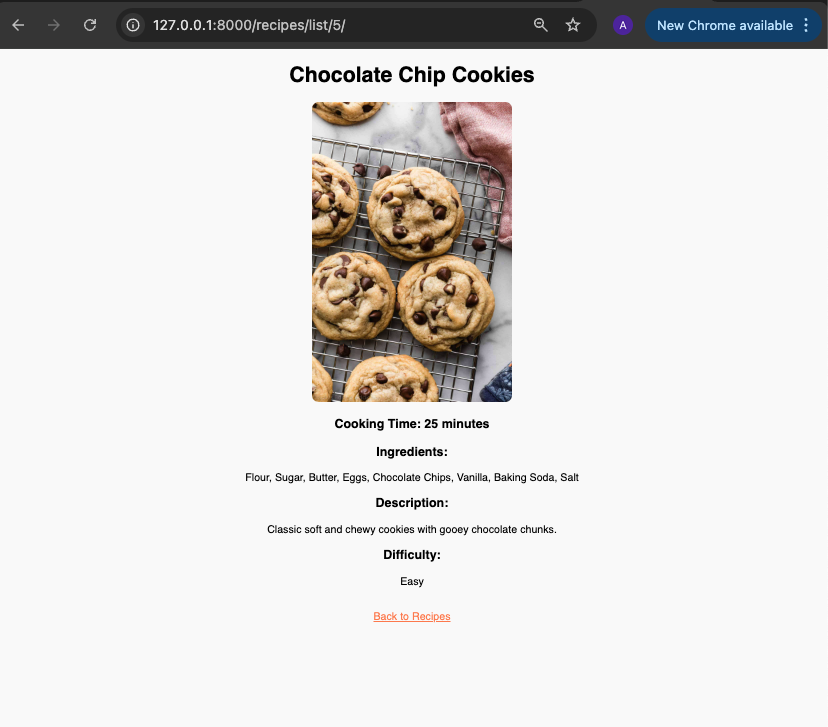 127.0.0.1:8000/recipes/list/5/
A
New Chrome available
Chocolate Chip Cookies
Cooking Time: 25 minutes
Ingredients:
Flour, Sugar, Butter, Eggs, Chocolate Chips, Vanilla, Baking Soda, Salt
Description:
Classic soft and chewy cookies with gooey chocolate chunks.
Difficulty:
Easy
Back to Recipes